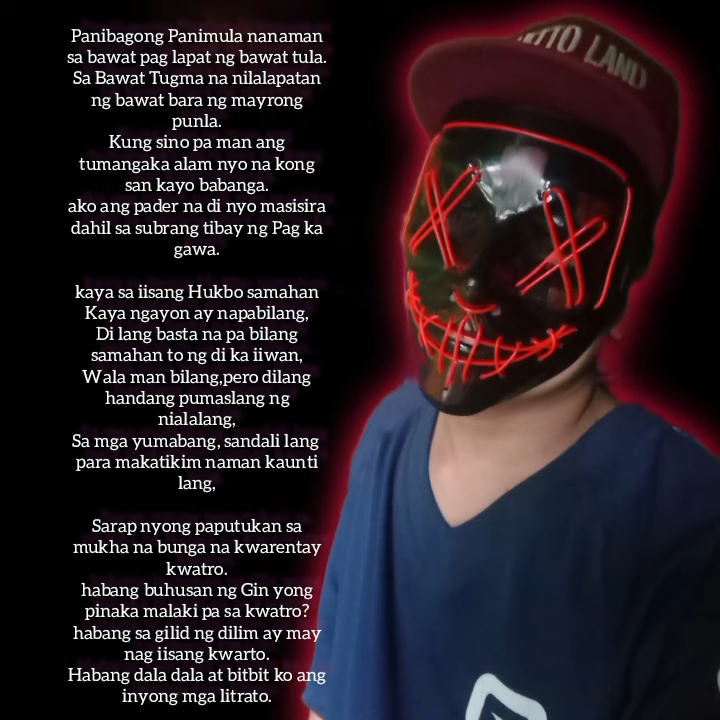 Panibagong Panimula nanaman
sa bawat pag lapat ng bawat tula.
Sa Bawat Tugma na nilalapatan
ng bawat bara ng mayrong
punla.
Kung sino pa man ang
tumangaka alam nyo na kong
san kayo babanga.
ako ang pader na di nyo masisira
dahil sa subrang tibay ng Pag ka
gawa.
kaya sa iisang Hukbo samahan
Kaya ngayon ay napabilang,
Di lang basta na pa bilang
samahan to ng di ka iiwan,
Wala man bilang,pero dilang
handang pumaslang ng
nialalang,
Sa mga yumabang, sandali lang
para makatikim naman kaunti
lang,
Sarap nyong paputukan sa
mukha na bunga na kwarentay
kwatro.
habang buhusan ng Gin yong
pinaka malaki pa sa kwatro?
habang sa gilid ng dilim ay may
nag iisang kwarto.
Habang dala dala at bitbit ko ang
inyong mga litrato.
LAND